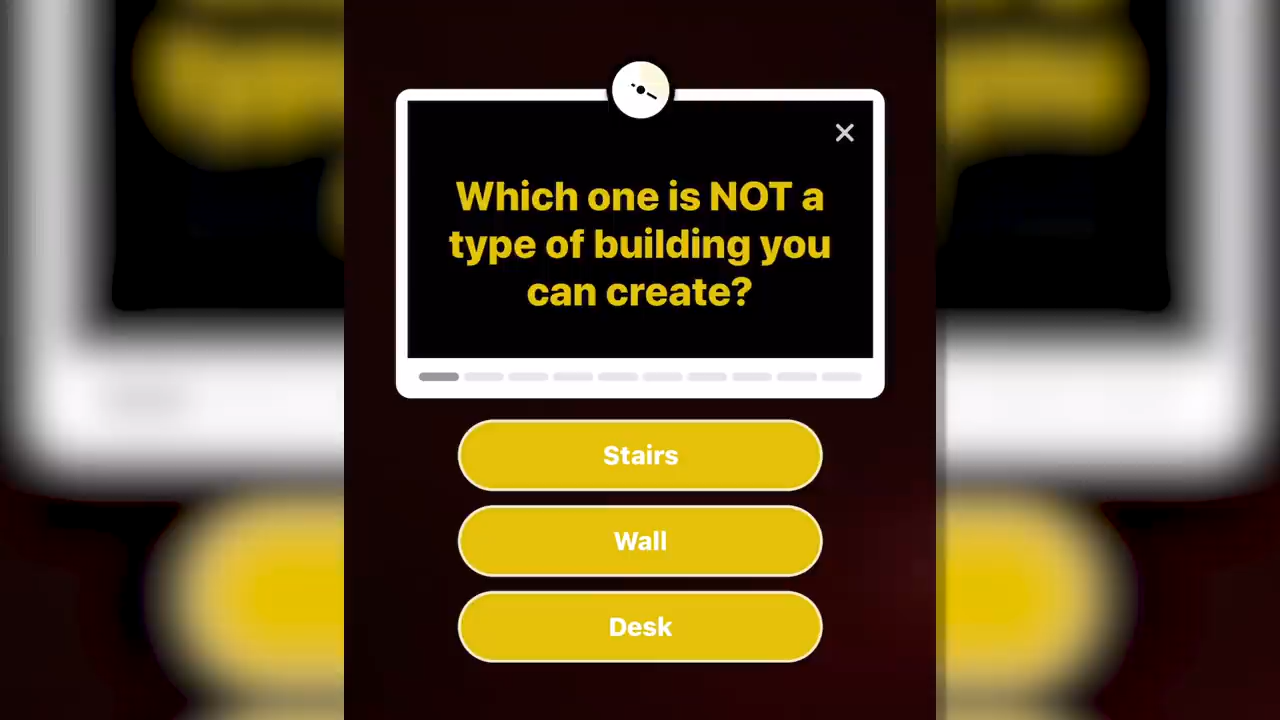 Which one is NOT a
type of building you
can create?
Stairs
Wall
Desk